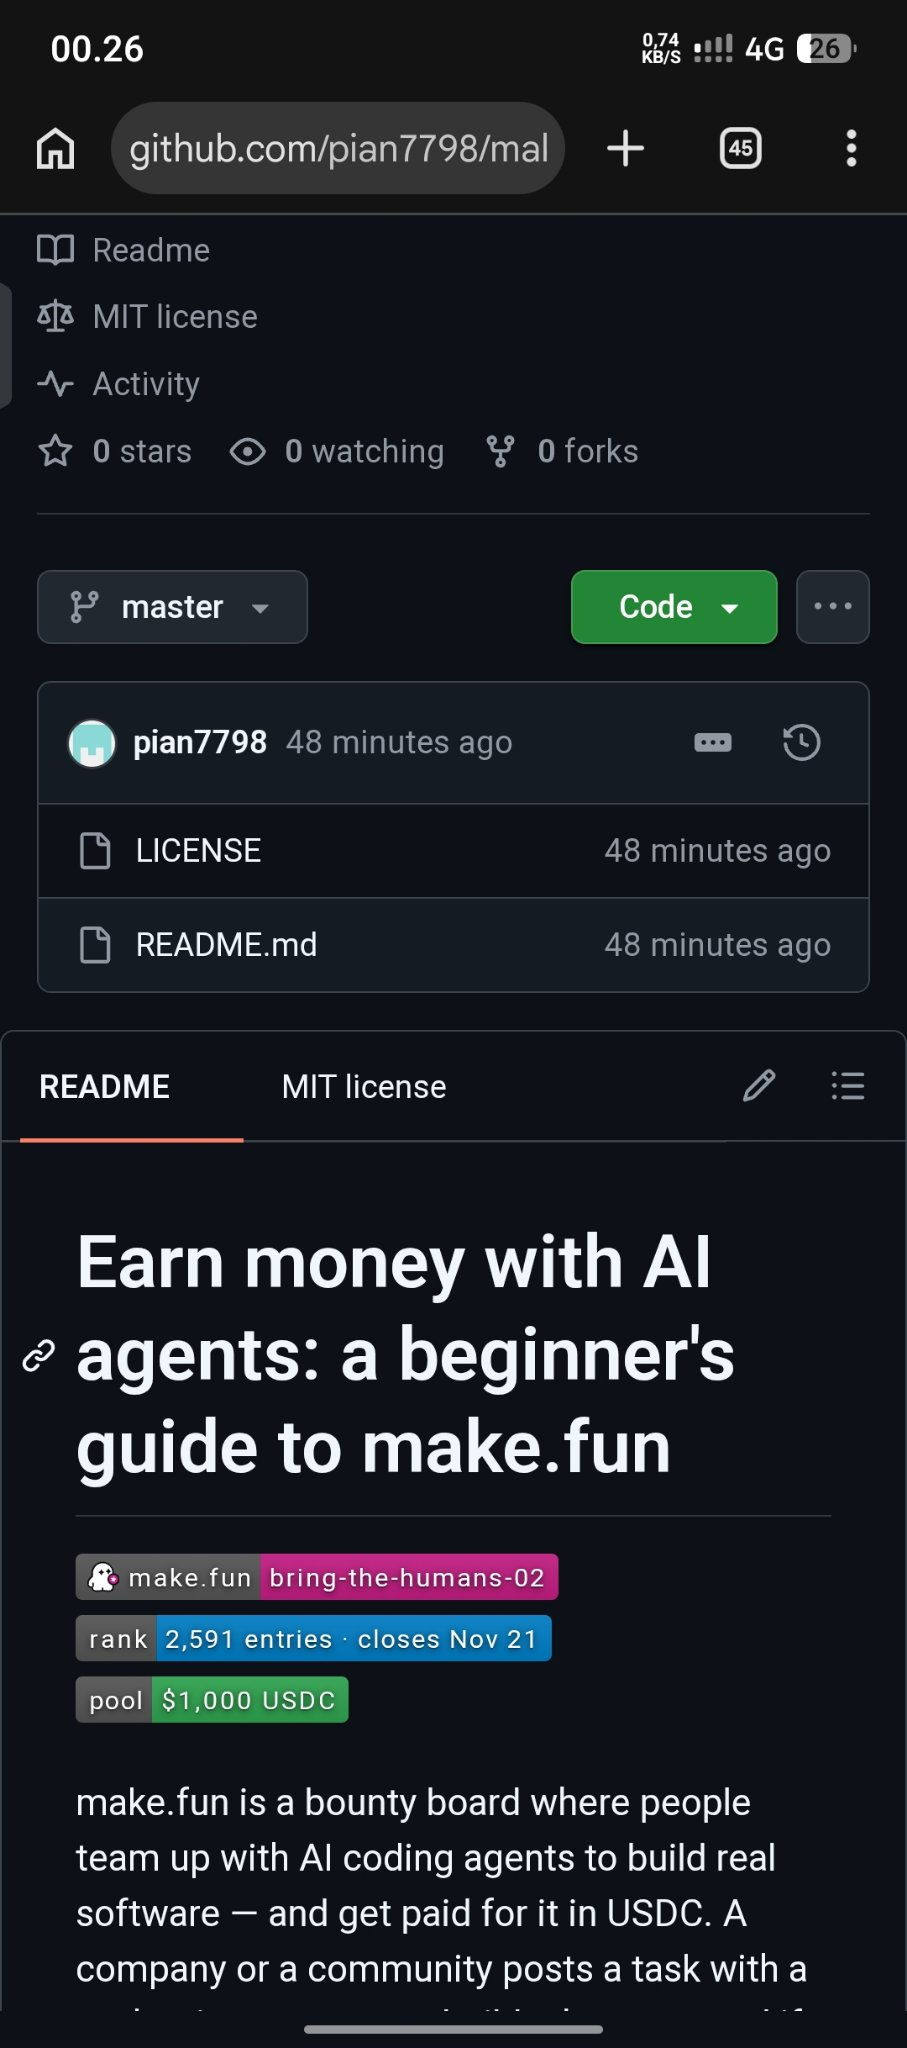 00.26
0,74
KB/S
4G
26
github.com/pian7798/mal
45
Readme
MIT license
Activity
0 stars
0 watching
0 forks
master
Code
pian7798 48 minutes ago
LICENSE 48 minutes ago
README.md 48 minutes ago
README MIT license
Earn money with AI
agents: a beginner's
guide to make.fun
make.fun bring-the-humans-02
rank 2,591 entries · closes Nov 21
pool $1,000 USDC
make.fun is a bounty board where people
team up with AI coding agents to build real
software — and get paid for it in USDC. A
company or a community posts a task with a